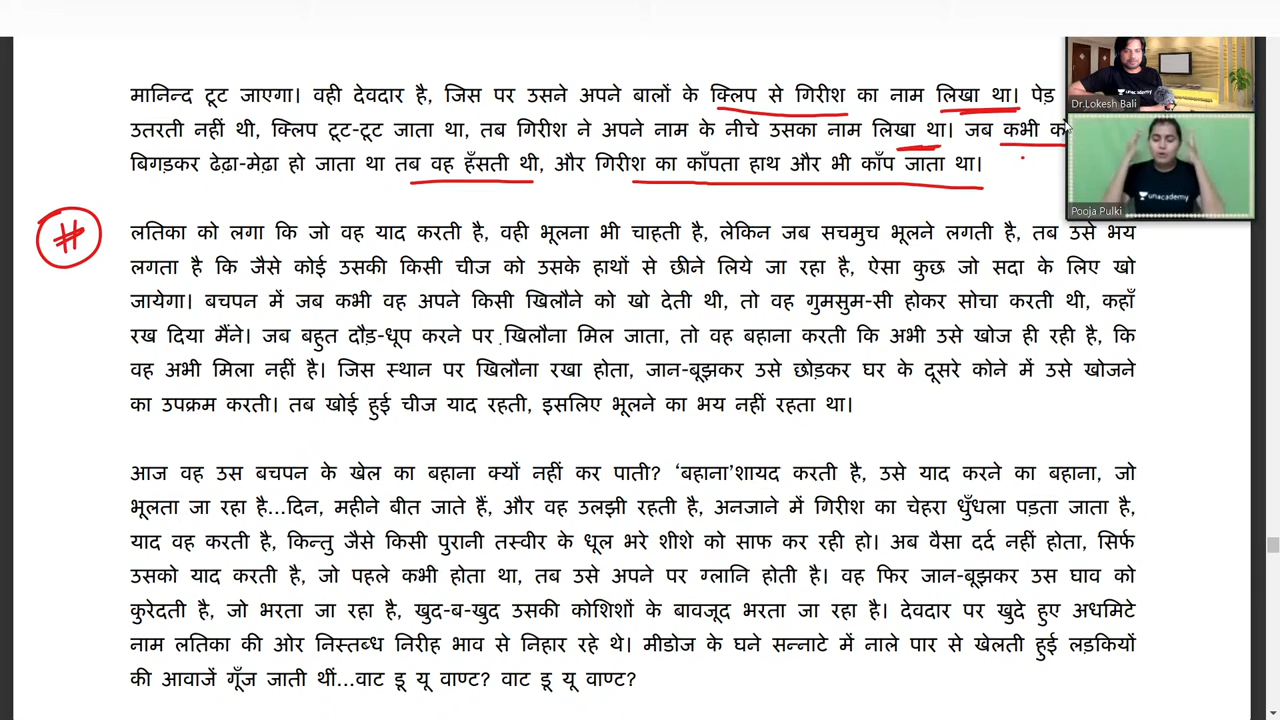 मानिन्द टूट जाएगा। वही देवदार है, जिस पर उसने अपने बालों के क्लिप से गिरीश का नाम लिखा था। पेड़
उतरती नहीं थी, क्लिप टूट-टूट जाता था, तब गिरीश ने अपने नाम के नीचे उसका नाम लिखा था। जब कभी
बिगड़कर ढेढ़ा-मेढ़ा हो जाता था तब वह हँसती थी, और गिरीश का काँपता हाथ और भी काँप जाता था।
Dr.Lokesh Bali
unacademy
unacademy
Pooja Pulki
#
लतिका को लगा कि जो वह याद करती है, वही भूलना भी चाहती है, लेकिन जब सचमुच भूलने लगती है, तब उसे भय
लगता है कि जैसे कोई उसकी किसी चीज को उसके हाथों से छीने लिये जा रहा है, ऐसा कुछ जो सदा के लिए खो
जायेगा। बचपन में जब कभी वह अपने किसी खिलौने को खो देती थी, तो वह गुमसुम-सी होकर सोचा करती थी, कहाँ
रख दिया मैंने। जब बहुत दौड़-धूप करने पर खिलौना मिल जाता, तो वह बहाना करती कि अभी उसे खोज ही रही है, कि
वह अभी मिला नहीं है। जिस स्थान पर खिलौना रखा होता, जान-बूझकर उसे छोड़कर घर के दूसरे कोने में उसे खोजने
का उपक्रम करती। तब खोई हुई चीज याद रहती, इसलिए भूलने का भय नहीं रहता था।
आज वह उस बचपन के खेल का बहाना क्यों नहीं कर पाती? ‘बहाना’शायद करती है, उसे याद करने का बहाना, जो
भूलता जा रहा है...दिन, महीने बीत जाते हैं, और वह उलझी रहती है, अनजाने में गिरीश का चेहरा धुँधला पड़ता जाता है,
याद वह करती है, किन्तु जैसे किसी पुरानी तस्वीर के धूल भरे शीशे को साफ कर रही हो। अब वैसा दर्द नहीं होता, सिर्फ
उसको याद करती है, जो पहले कभी होता था, तब उसे अपने पर ग्लानि होती है। वह फिर जान-बूझकर उस घाव को
कुरेदती है, जो भरता जा रहा है, खुद-ब-खुद उसकी कोशिशों के बावजूद भरता जा रहा है। देवदार पर खुदे हुए अधमिटे
नाम लतिका की ओर निस्तब्ध निरीह भाव से निहार रहे थे। मीडोज के घने सन्नाटे में नाले पार से खेलती हुई लड़कियों
की आवाजें गूँज जाती थीं...वाट डू यू वाण्ट? वाट डू यू वाण्ट?